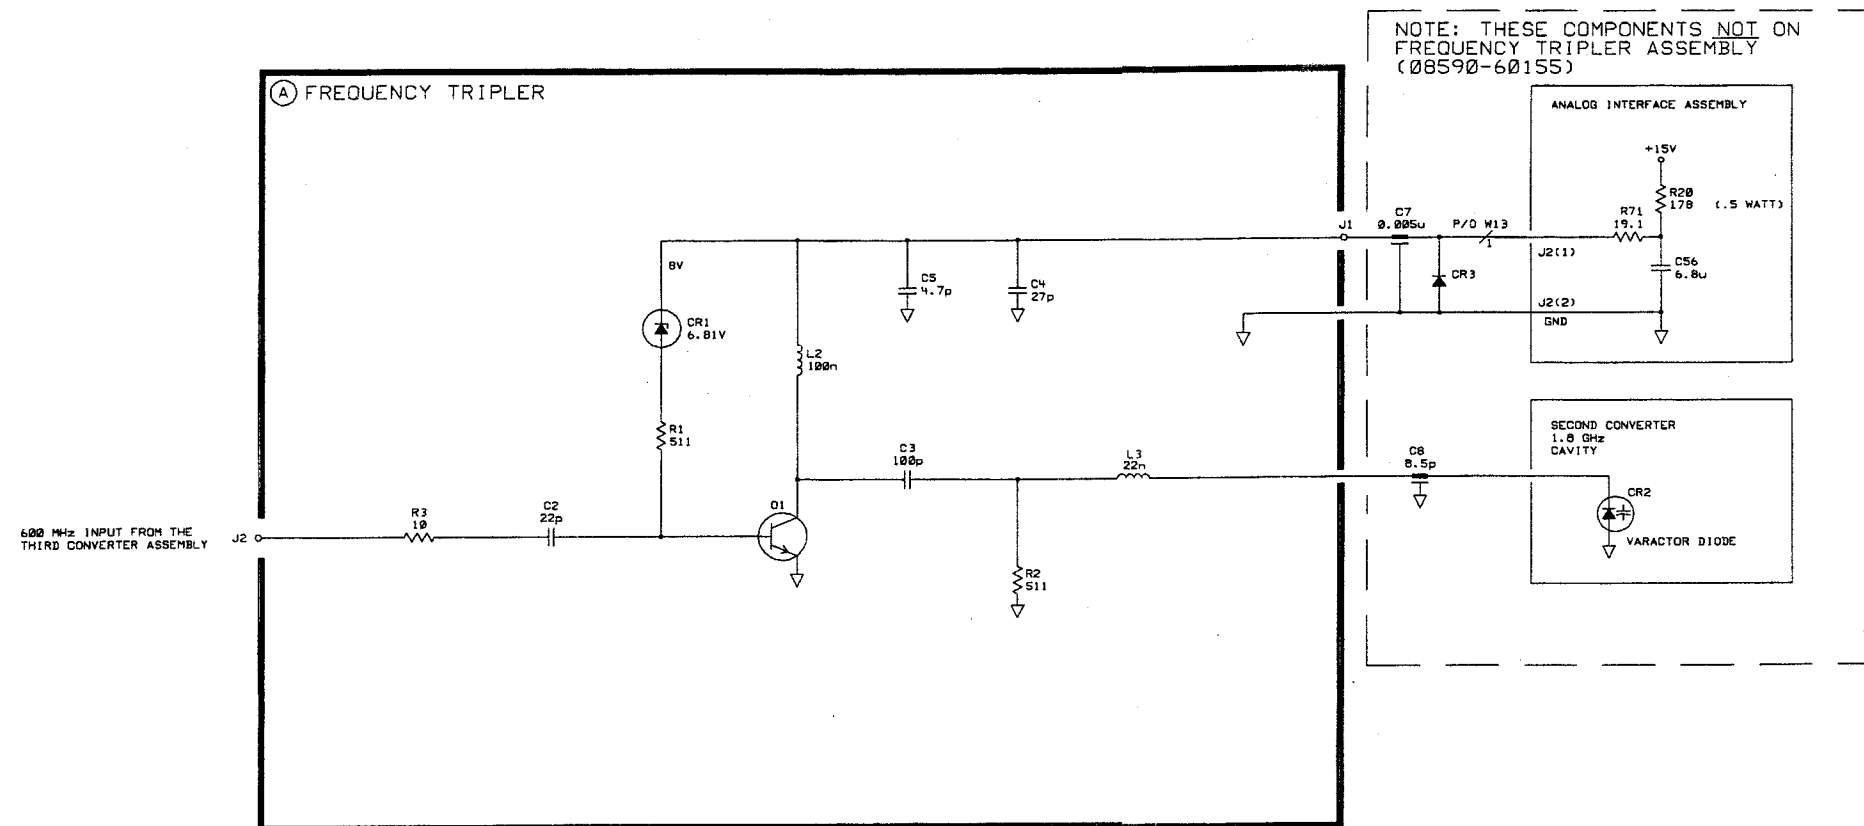 NOTE: THESE COMPONENTS NOT ON
FREQUENCY TRIPLER ASSEMBLY
(08590-60155)
A FREQUENCY TRIPLER
ANALOG INTERFACE ASSEMBLY
+15V
R20
178 (.5 WATT)
R71
19.1
C7
0.005u
P/O W13
1
J1
J2(1)
C56
6.8u
CR3
J2(2)
GND
8V
C5
4.7p
C4
27p
CR1
6.81V
L2
100n
R1
511
C3
100p
L3
22n
C8
8.5p
SECOND CONVERTER
1.8 GHz
CAVITY
CR2
VARACTOR DIODE
600 MHz INPUT FROM THE
THIRD CONVERTER ASSEMBLY
J2
R3
10
C2
22p
Q1
R2
511